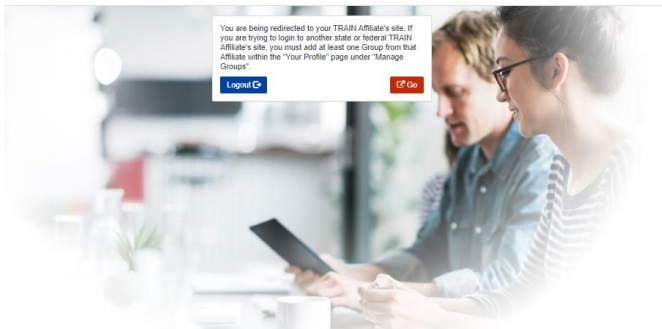 You are being redirected to your TRAIN Affiliate's site. If
you are trying to login to another state or federal TRAIN
Affiliate's site, you must add at least one Group from that
Affiliate within the "Your Profile" page under "Manage
Groups".
Logout
Go